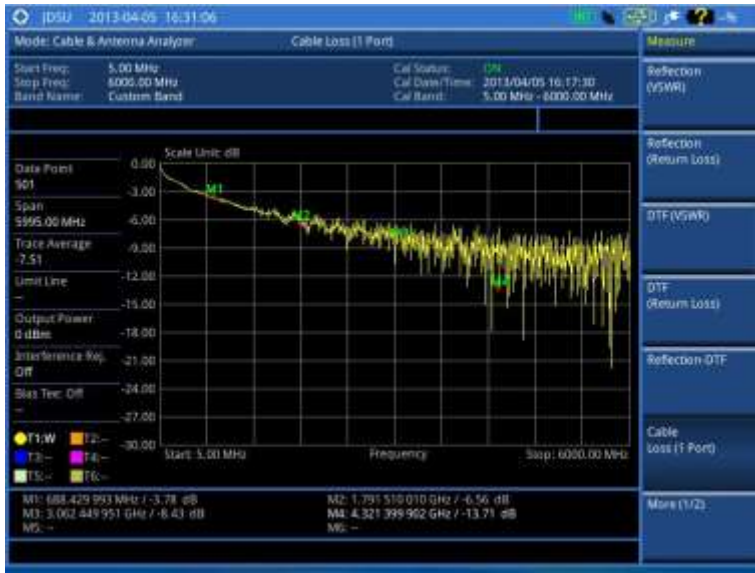 JDSU 2013-04-05 16:31:06
Mode: Cable & Antenna Analyzer Cable Loss (1 Port)
Start Freq: 5.00 MHz
Stop Freq: 6000.00 MHz
Band Name: Custom Band
Cal Status: ON
Cal Date/Time: 2013/04/05 16:17:30
Cal Band: 5.00 MHz - 6000.00 MHz
Data Point
501
Span
5995.00 MHz
Trace Average
-7.51
Limit Line
--
Output Power
0 dBm
Interference Rej.
Off
Bias Tee: Off
--
T1:W T2:--
T3:-- T4:--
T5:-- T6:--
Scale Unit: dB
0.00
-3.00
-6.00
-9.00
-12.00
-15.00
-18.00
-21.00
-24.00
-27.00
-30.00
M1
M2
M4
Start: 5.00 MHz Frequency Stop: 6000.00 MHz
M1: 688.429 993 MHz / -3.78 dB M2: 1.791 510 010 GHz / -6.56 dB
M3: 3.062 449 951 GHz / -8.43 dB M4: 4.321 399 902 GHz / -13.71 dB
M5: -- M6: --
Measure
Reflection
(VSWR)
Reflection
(Return Loss)
DTF (VSWR)
DTF
(Return Loss)
Reflection-DTF
Cable
Loss (1 Port)
More (1/2)